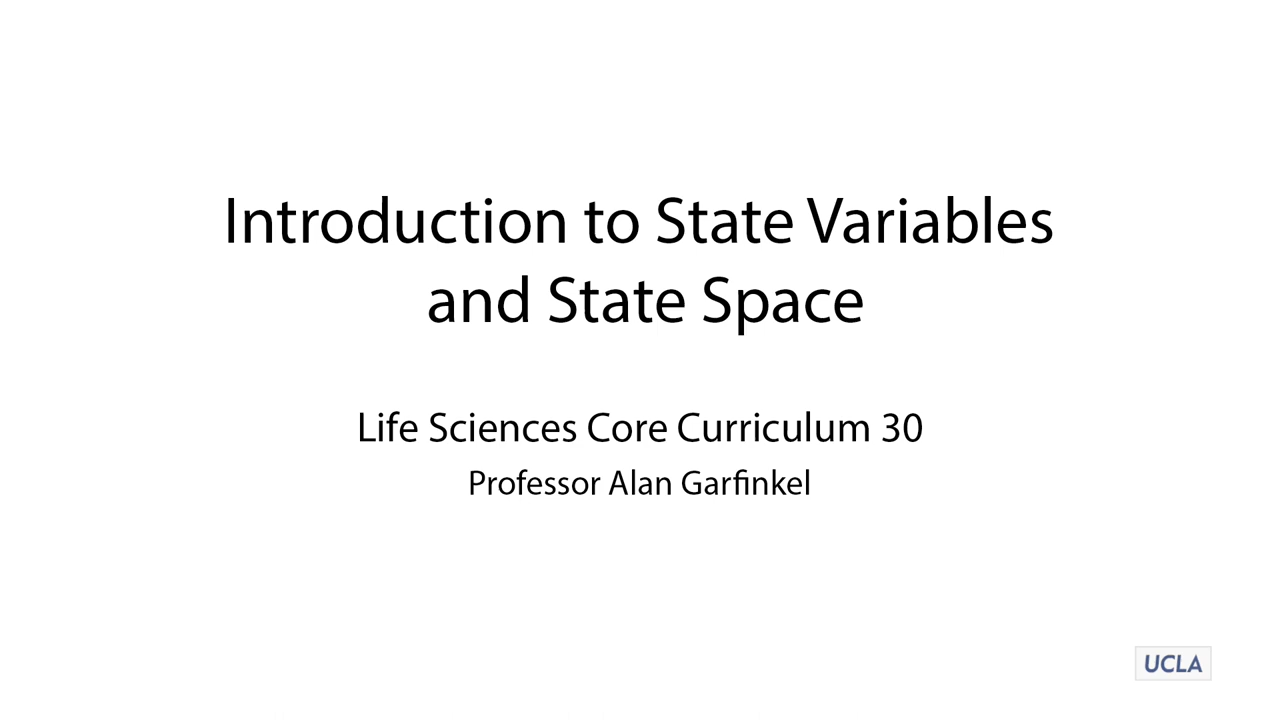 Introduction to State Variables
and State Space
Life Sciences Core Curriculum 30
Professor Alan Garfinkel
UCLA